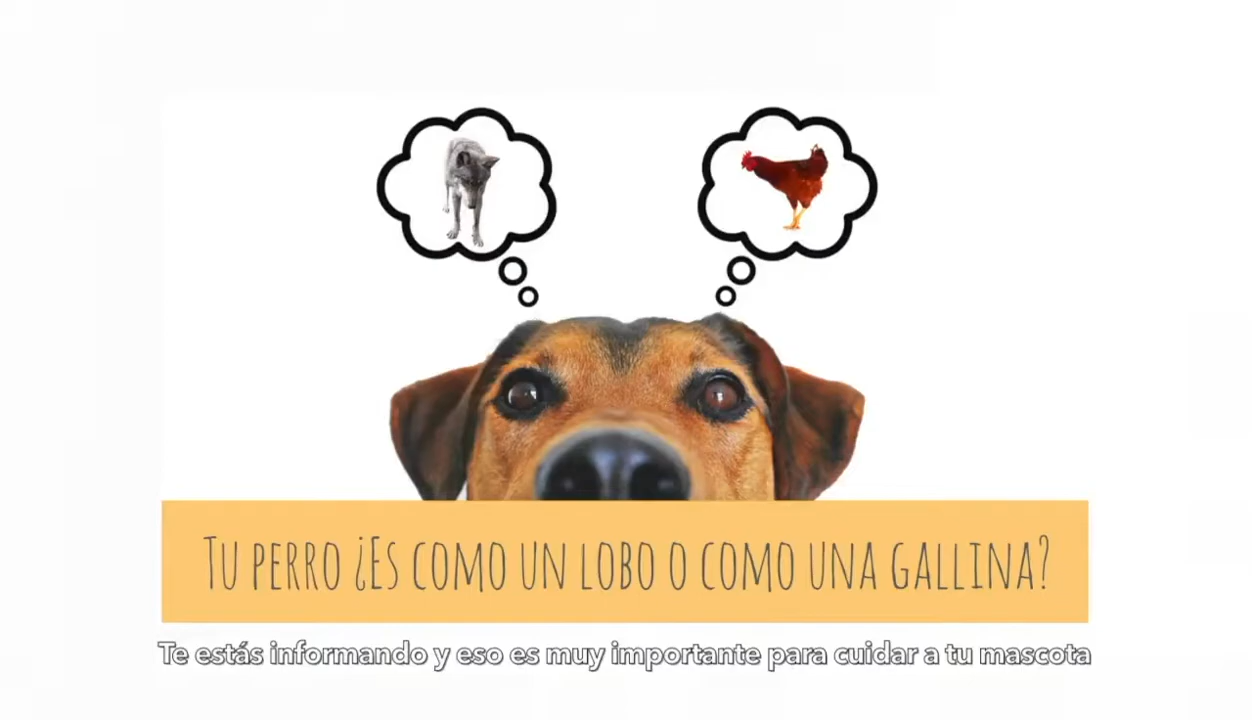 Tu perro ¿Es como un lobo o como una gallina?
Te estás informando y eso es muy importante para cuidar a tu mascota